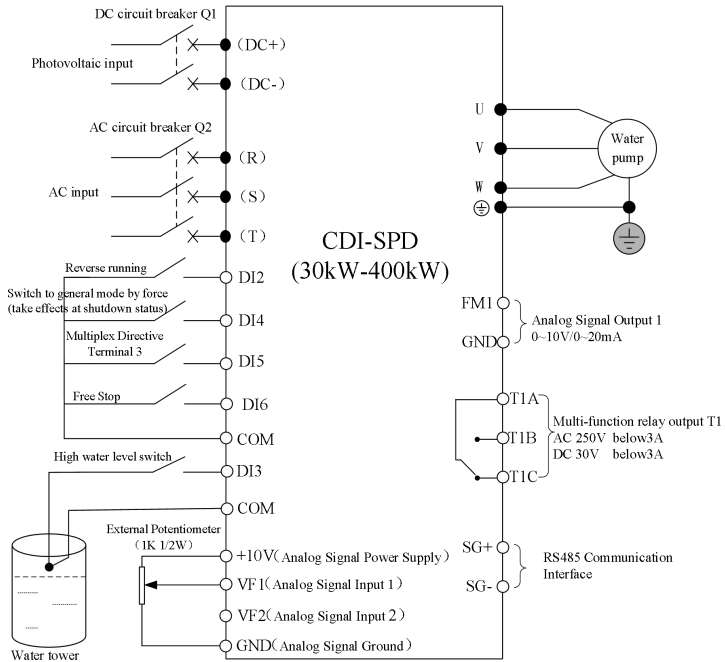 DC circuit breaker Q1
(DC+)
Photovoltaic input
(DC-)
AC circuit breaker Q2
(R)
AC input
(S)
(T)
Reverse running
DI2
Switch to general mode by force
(take effects at shutdown status)
DI4
Multiplex Directive
Terminal 3
DI5
Free Stop
DI6
COM
High water level switch
DI3
COM
External Potentiometer
(1K 1/2W)
+10V(Analog Signal Power Supply)
VF1(Analog Signal Input 1)
VF2(Analog Signal Input 2)
GND(Analog Signal Ground)
Water tower
CDI-SPD
(30kW-400kW)
U
V
W
Water
pump
FM1
GND
Analog Signal Output 1
0~10V/0~20mA
T1A
T1B
T1C
Multi-function relay output T1
AC 250V below3A
DC 30V below3A
SG+
SG-
RS485 Communication
Interface